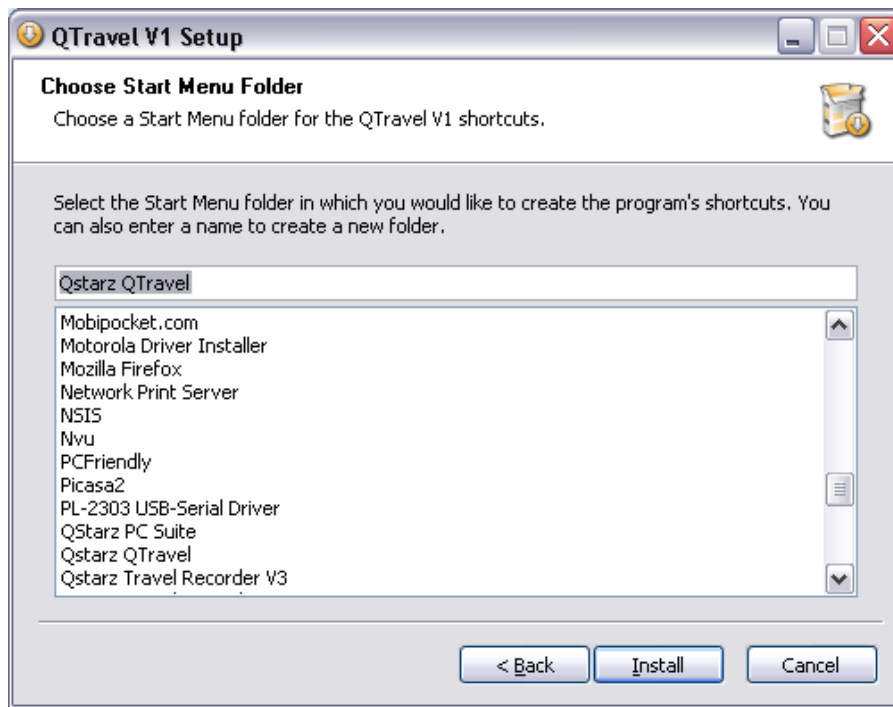 QTravel V1 Setup
Choose Start Menu Folder
Choose a Start Menu folder for the QTravel V1 shortcuts.
Select the Start Menu folder in which you would like to create the program's shortcuts. You
can also enter a name to create a new folder.
Qstarz QTravel
Mobipocket.com
Motorola Driver Installer
Mozilla Firefox
Network Print Server
NSIS
Nvu
PCFriendly
Picasa2
PL-2303 USB-Serial Driver
QStarz PC Suite
Qstarz QTravel
Qstarz Travel Recorder V3
< Back
Install
Cancel